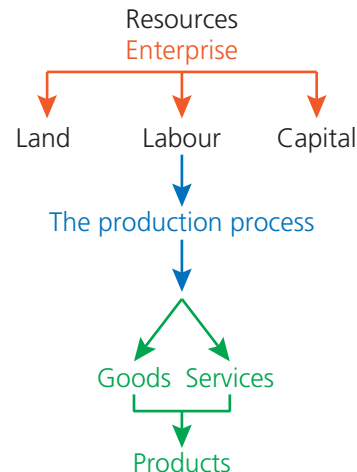 Resources
Enterprise
Land Labour Capital
The production process
Goods Services
Products